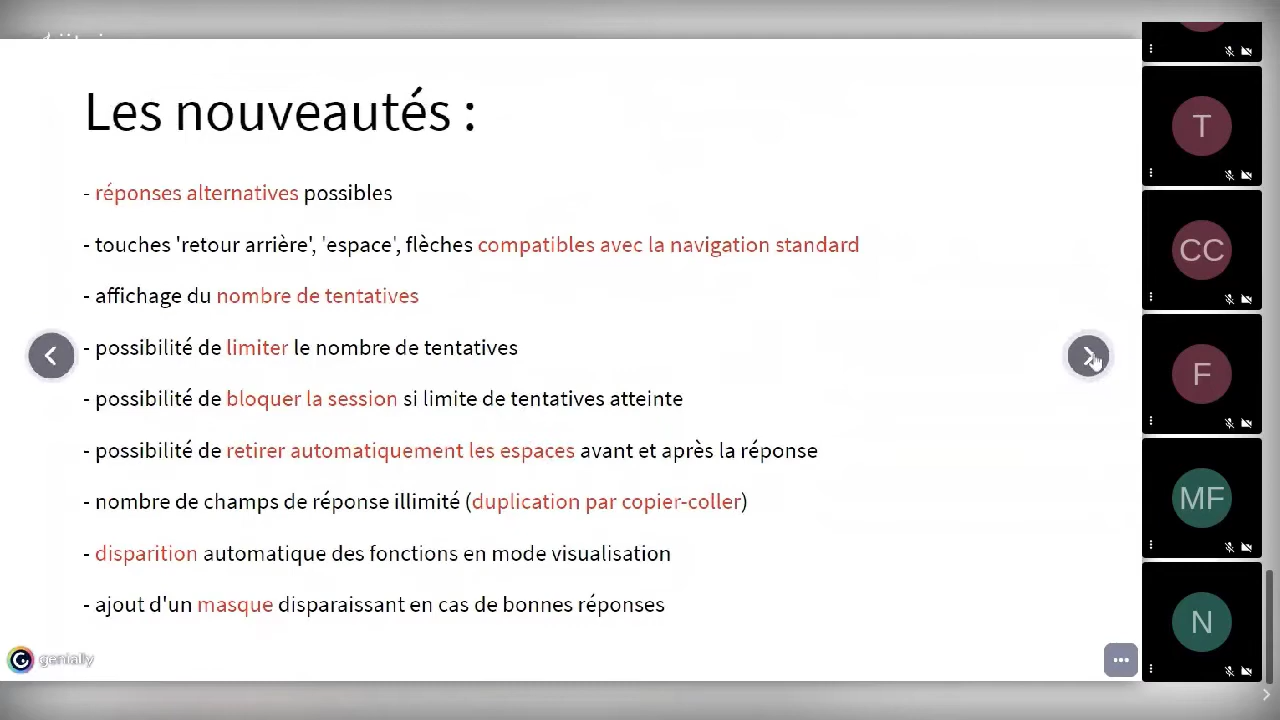 Les nouveautés :
- réponses alternatives possibles
- touches 'retour arrière', 'espace', flèches compatibles avec la navigation standard
- affichage du nombre de tentatives
- possibilité de limiter le nombre de tentatives
- possibilité de bloquer la session si limite de tentatives atteinte
- possibilité de retirer automatiquement les espaces avant et après la réponse
- nombre de champs de réponse illimité (duplication par copier-coller)
- disparition automatique des fonctions en mode visualisation
- ajout d'un masque disparaissant en cas de bonnes réponses
genially
T
CC
F
MF
N